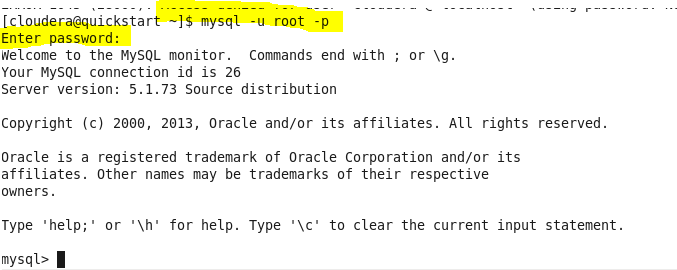 [cloudera@quickstart ~]$ mysql -u root -p
Enter password:
Welcome to the MySQL monitor.  Commands end with ; or \g.
Your MySQL connection id is 26
Server version: 5.1.73 Source distribution
Copyright (c) 2000, 2013, Oracle and/or its affiliates. All rights reserved.
Oracle is a registered trademark of Oracle Corporation and/or its
affiliates. Other names may be trademarks of their respective
owners.
Type 'help;' or '\h' for help. Type '\c' to clear the current input statement.
mysql>